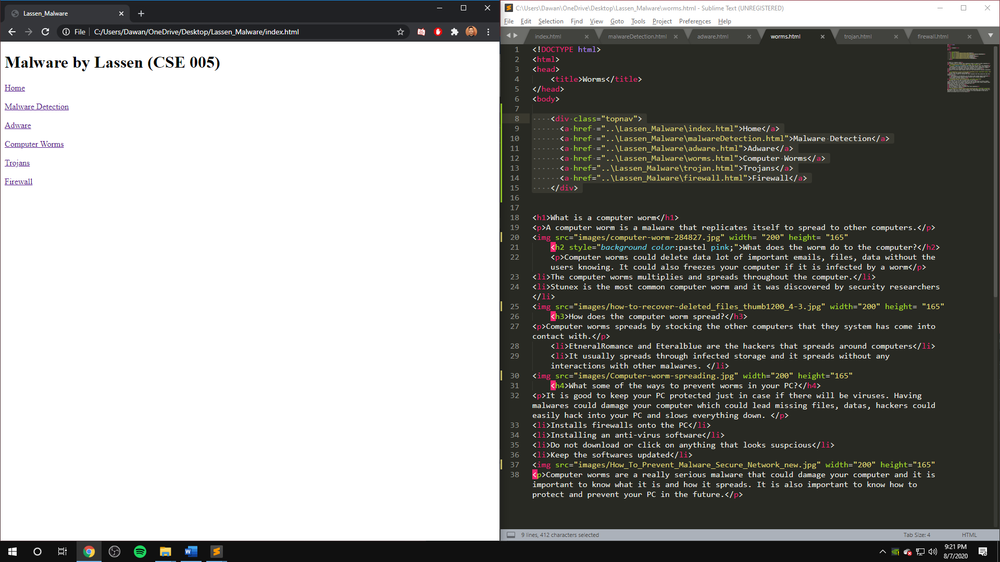 Lassen_Malware
File C:/Users/Dawan/OneDrive/Desktop/Lassen_Malware/index.html
Malware by Lassen (CSE 005)
Home
Malware Detection
Adware
Computer Worms
Trojans
Firewall
C:\Users\Dawan\OneDrive\Desktop\Lassen_Malware\worms.html - Sublime Text (UNREGISTERED)
File Edit Selection Find View Goto Tools Project Preferences Help
index.html malwareDetection.html adware.html worms.html trojan.html firewall.html
1 <!DOCTYPE html>
2 <html>
3 <head>
4 <title>Worms</title>
5 </head>
6 <body>
7
8 <div class="topnav">
9 <a href ="..\Lassen_Malware\index.html">Home</a>
10 <a href ="..\Lassen_Malware\malwareDetection.html">Malware Detection</a>
11 <a href ="..\Lassen_Malware\adware.html">Adware</a>
12 <a href ="..\Lassen_Malware\worms.html">Computer Worms</a>
13 <a href="..\Lassen_Malware\trojan.html">Trojans</a>
14 <a href="..\Lassen_Malware\firewall.html">Firewall</a>
15 </div>
16
17
18 <h1>What is a computer worm</h1>
19 <p>A computer worm is a malware that replicates itself to spread to other computers.</p>
20 <img src="images/computer-worm-284827.jpg" width= "200" height= "165"
21 <h2 style="background color:pastel pink;">What does the worm do to the computer?</h2>
22 <p>Computer worms could delete data lot of important emails, files, data without the
users knowing. It could also freezes your computer if it is infected by a worm</p>
23 <li>The computer worms multiplies and spreads throughout the computer.</li>
24 <li>Stunex is the most common computer worm and it was discovered by security researchers
</li>
25 <img src="images/how-to-recover-deleted_files_thumb1200_4-3.jpg" width="200" height= "165"
26 <h3>How does the computer worm spread?</h3>
27 <p>Computer worms spreads by stocking the other computers that they system has come into
contact with.</p>
28 <li>EtneralRomance and Eteralblue are the hackers that spreads around computers</li>
29 <li>It usually spreads through infected storage and it spreads without any
interactions with other malwares. </li>
30 <img src="images/Computer-worm-spreading.jpg" width="200" height="165"
31 <h4>What some of the ways to prevent worms in your PC?</h4>
32 <p>It is good to keep your PC protected just in case if there will be viruses. Having
malwares could damage your computer which could lead missing files, datas, hackers could
easily hack into your PC and slows everything down. </p>
33 <li>Installs firewalls onto the PC</li>
34 <li>Installing an anti-virus software</li>
35 <li>Do not download or click on anything that looks suspcious</li>
36 <li>Keep the softwares updated</li>
37 <img src="images/How_To_Prevent_Malware_Secure_Network_new.jpg" width="200" height="165"
38 <p>Computer worms are a really serious malware that could damage your computer and it is
important to know what it is and how it spreads. It is also important to know how to
protect and prevent your PC in the future.</p>
9 lines, 412 characters selected Tab Size: 4 HTML
9:21 PM
8/7/2020